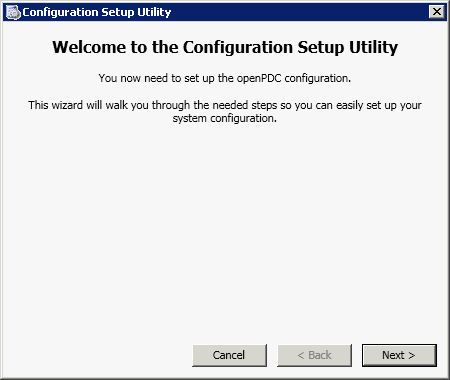 Configuration Setup Utility
Welcome to the Configuration Setup Utility
You now need to set up the openPDC configuration.
This wizard will walk you through the needed steps so you can easily set up your
system configuration.
Cancel
< Back
Next >